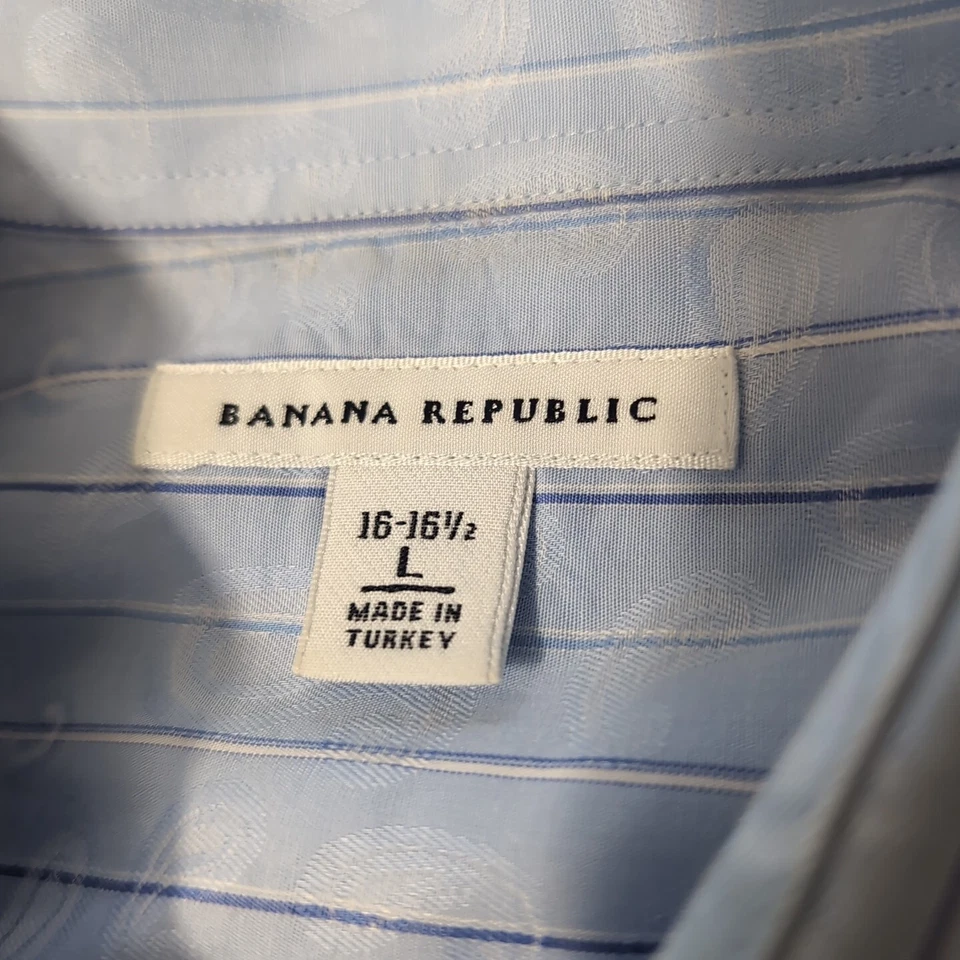 BANANA REPUBLIC
16-16½
L
MADE IN
TURKEY